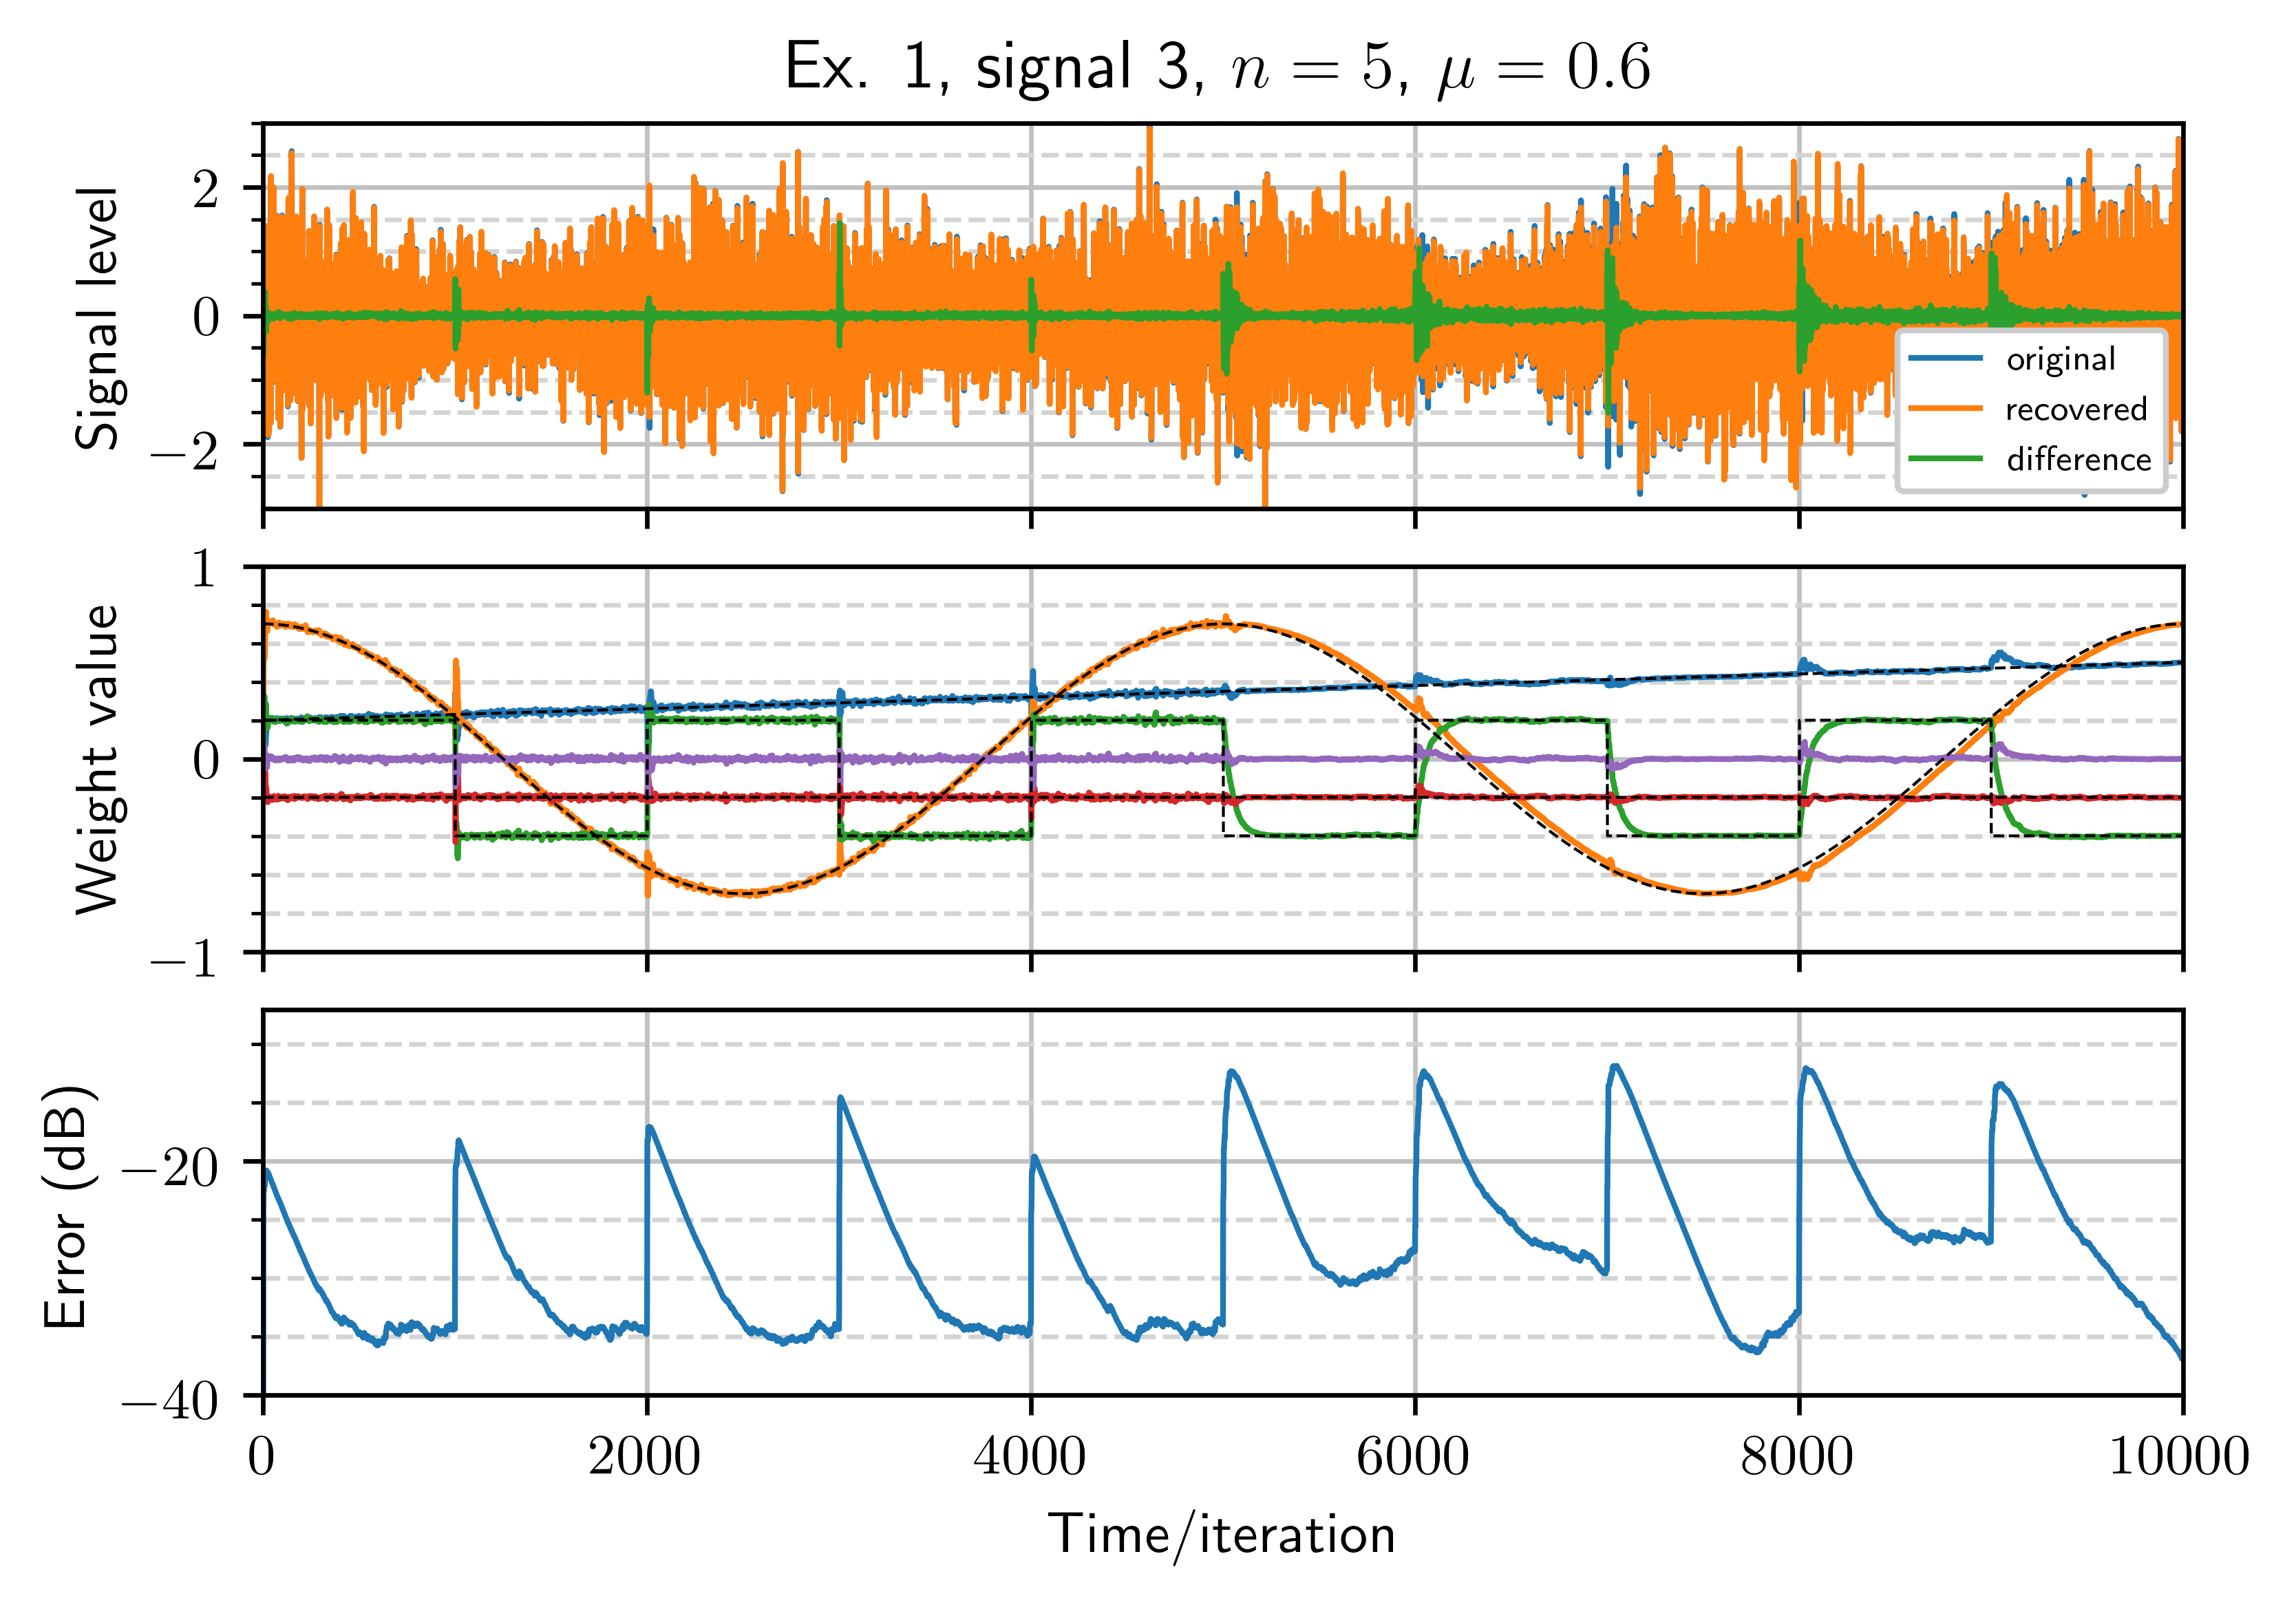 Ex. 1, signal 3, n = 5, μ = 0.6
Signal level
2
0
−2
original
recovered
difference
Weight value
1
0
−1
Error (dB)
−20
−40
0 2000 4000 6000 8000 10000
Time/iteration